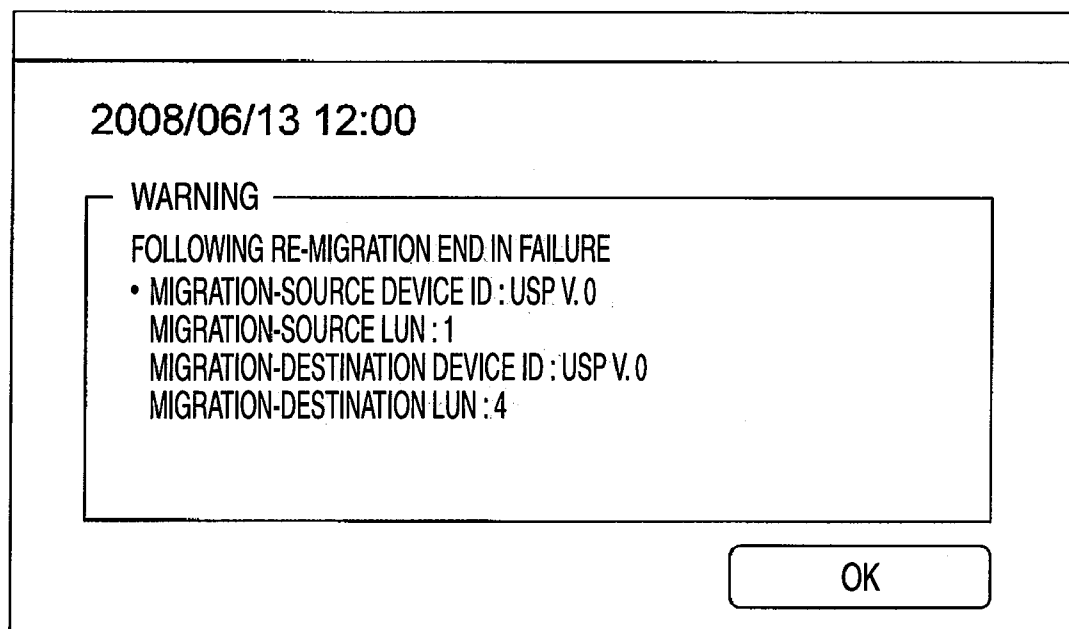 2008/06/13 12:00
WARNING
FOLLOWING RE-MIGRATION END IN FAILURE
• MIGRATION-SOURCE DEVICE ID : USP V. 0
MIGRATION-SOURCE LUN : 1
MIGRATION-DESTINATION DEVICE ID : USP V. 0
MIGRATION-DESTINATION LUN : 4
OK